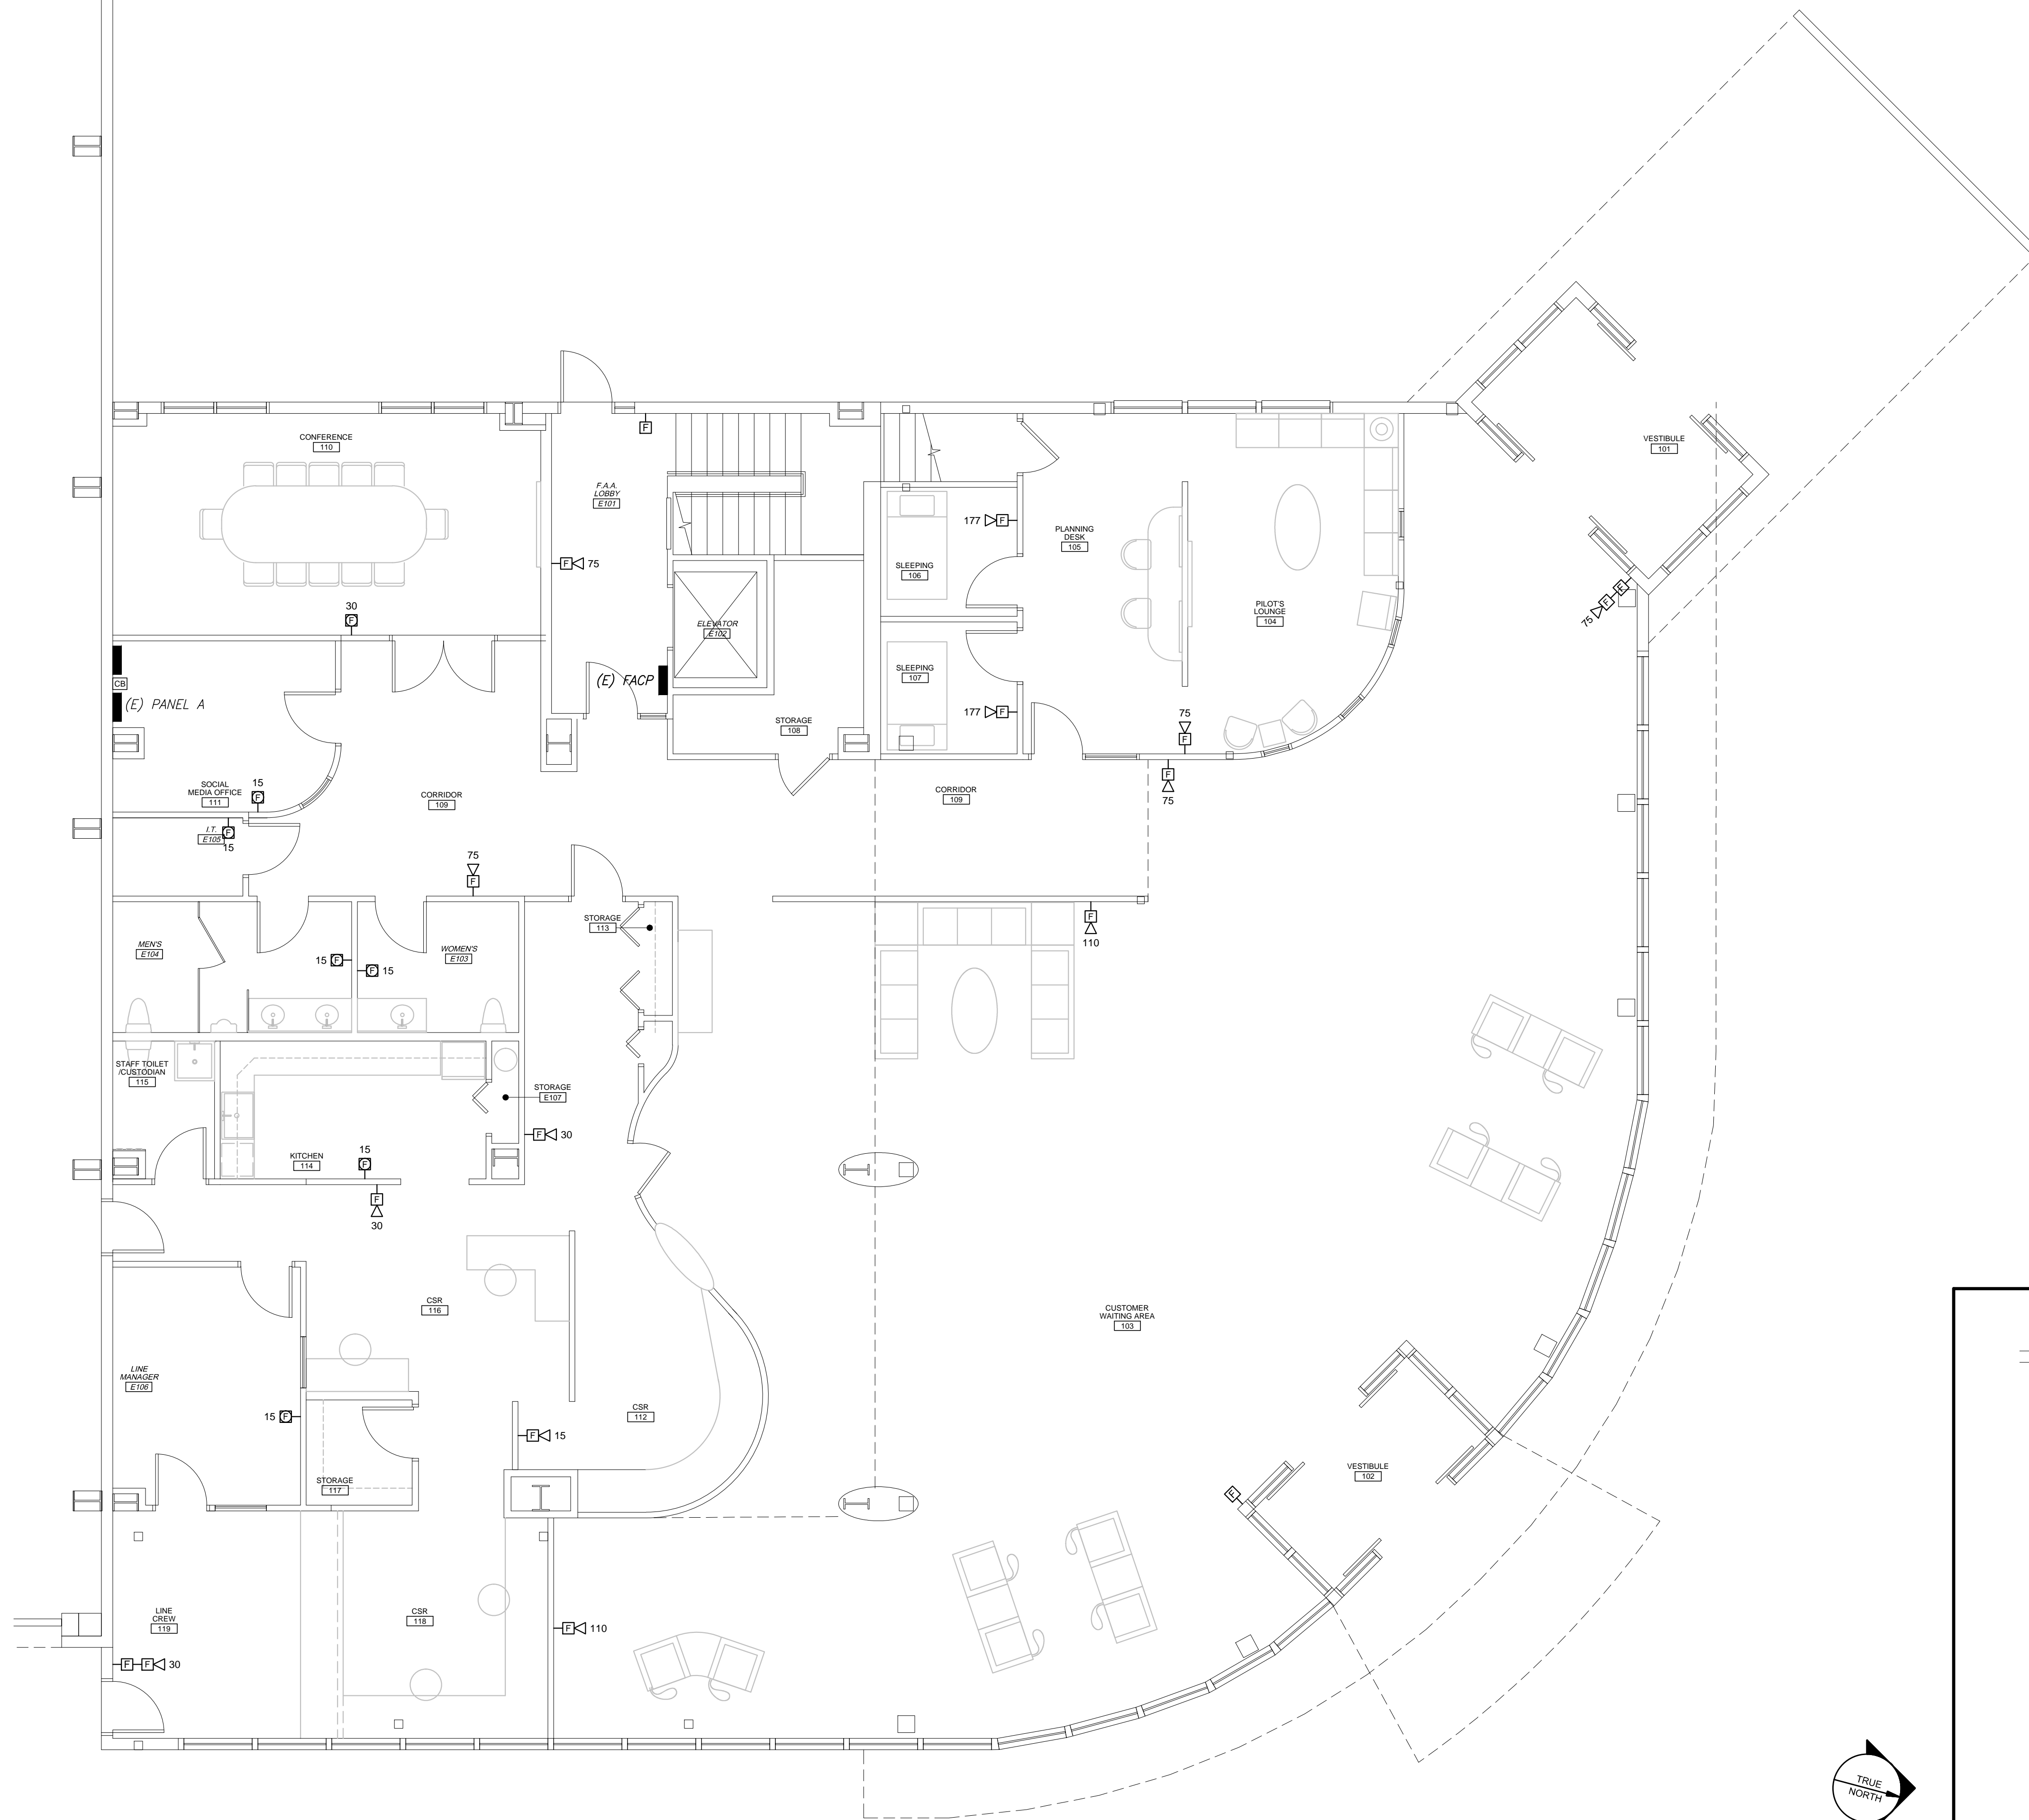 CONFERENCE
110
VESTIBULE
101
F
F.A.A.
LOBBY
E101
177
F
PLANNING
DESK
105
F
75
SLEEPING
106
75
F
F
30
F
PILOT'S
LOUNGE
104
ELEVATOR
E102
SLEEPING
107
CB
(E) PANEL A
(E) FACP
177
F
75
F
STORAGE
108
F
75
SOCIAL
MEDIA OFFICE
111
15
F
CORRIDOR
109
CORRIDOR
109
I.T.
E105
F
15
75
F
STORAGE
113
F
110
MEN'S
E104
15
F
F
15
WOMEN'S
E103
STAFF TOILET
/CUSTODIAN
115
STORAGE
E107
F
30
KITCHEN
114
15
F
F
30
CSR
116
CUSTOMER
WAITING AREA
103
LINE
MANAGER
E106
15
F
CSR
112
F
15
STORAGE
117
VESTIBULE
102
F
LINE
CREW
119
CSR
118
F
110
F
F
30
TRUE
NORTH